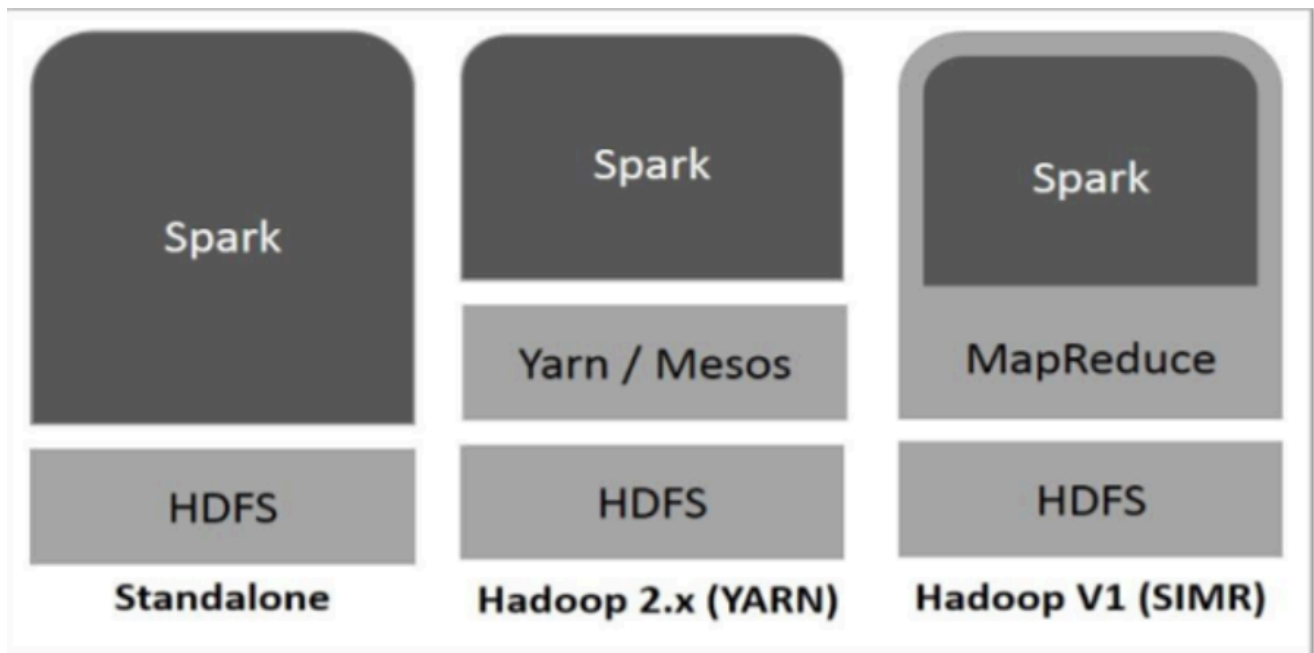 Spark
HDFS
Standalone
Spark
Yarn / Mesos
HDFS
Hadoop 2.x (YARN)
Spark
MapReduce
HDFS
Hadoop V1 (SIMR)